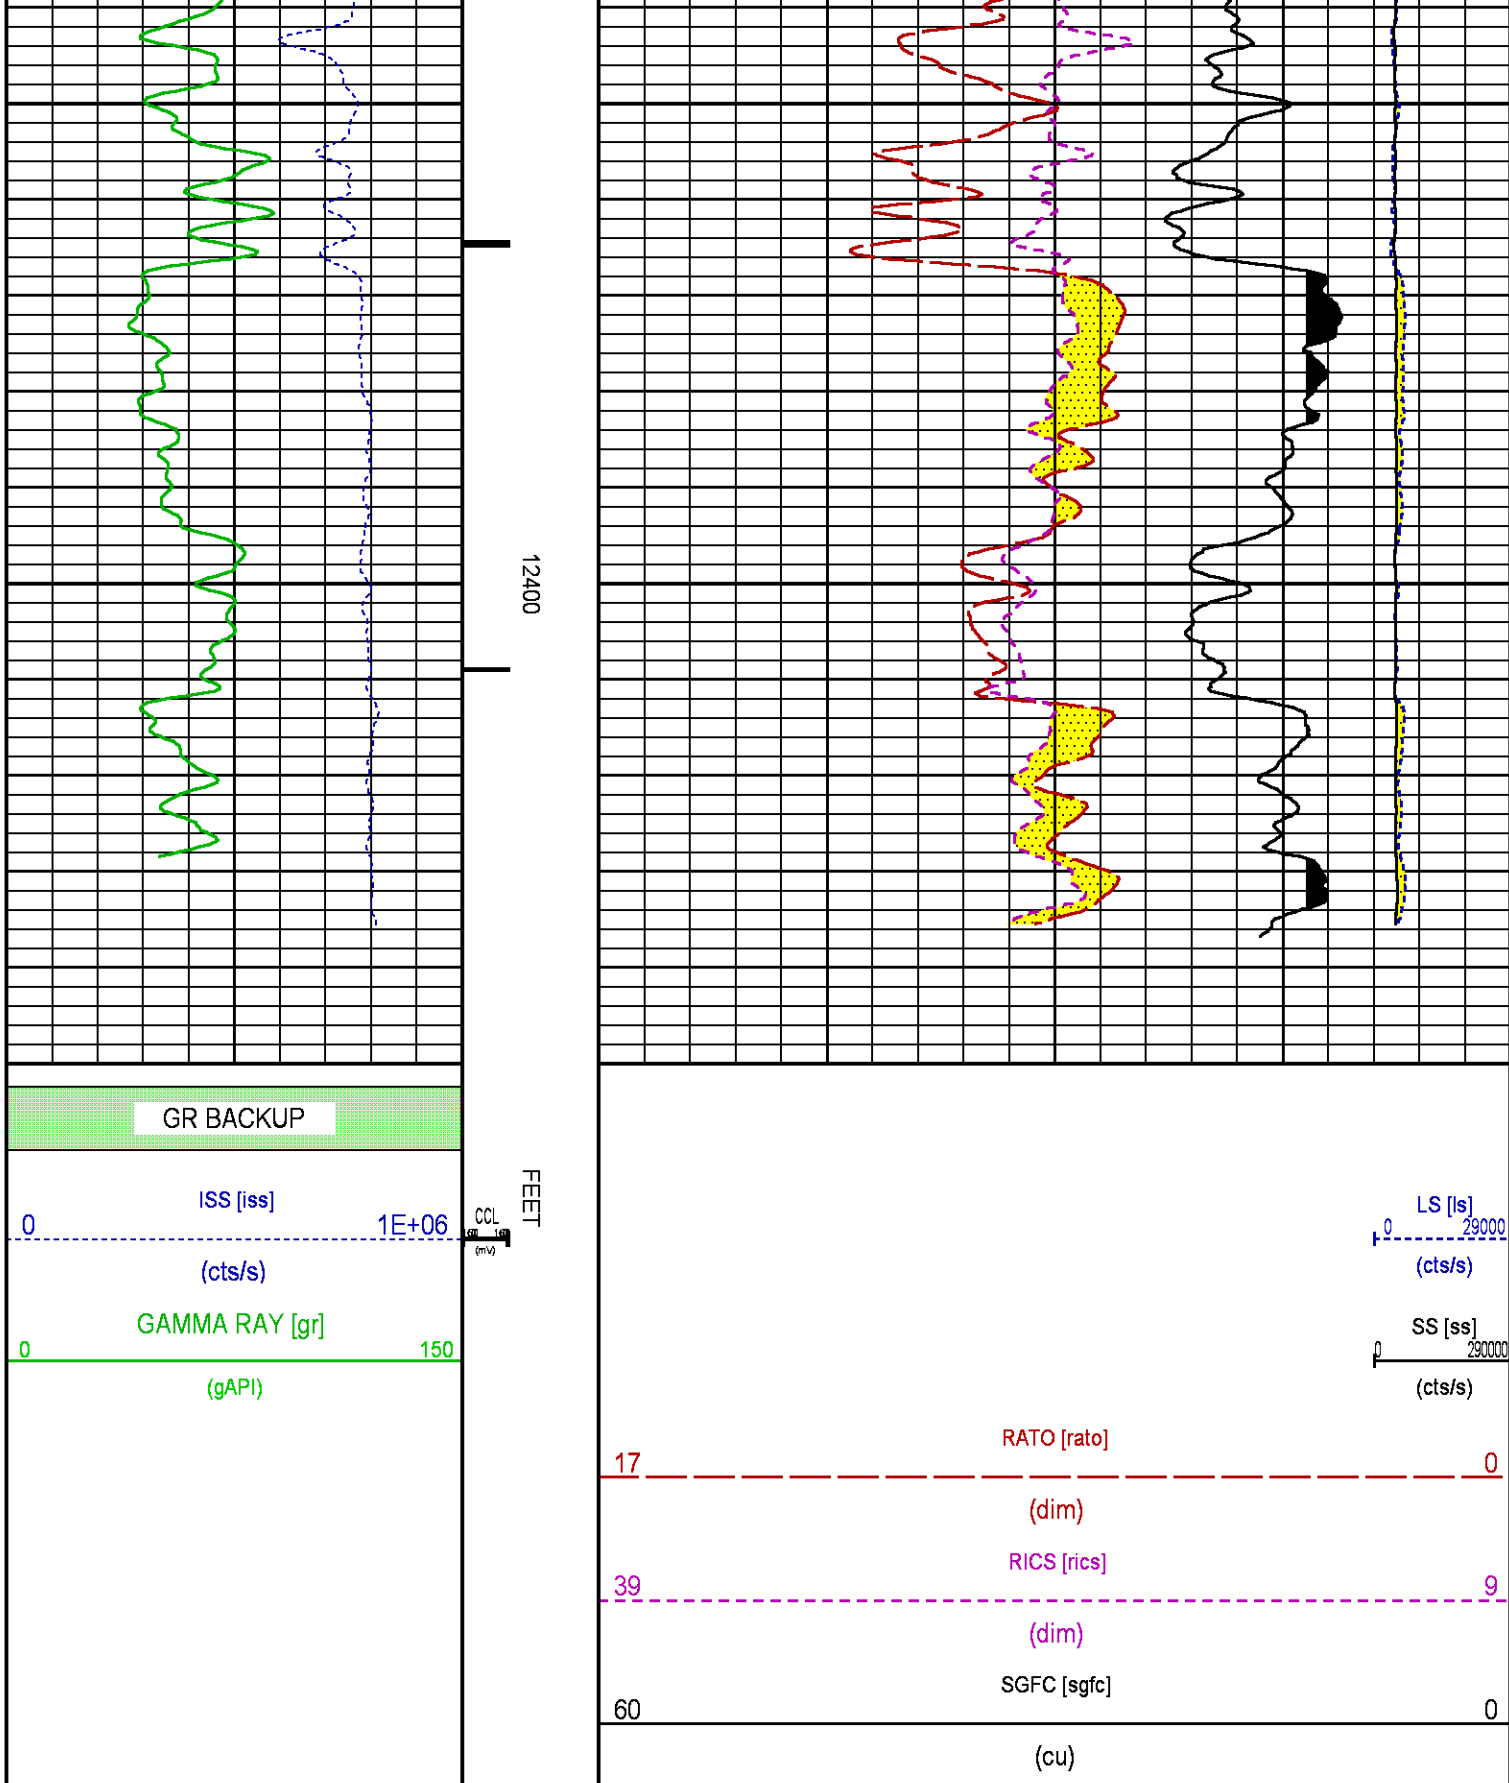 12400
GR BACKUP
FEET
ISS [iss]
0 1E+06
(cts/s)
CCL
(mV)
GAMMA RAY [gr]
0 150
(gAPI)
LS [ls]
0 29000
(cts/s)
SS [ss]
0 290000
(cts/s)
RATO [rato]
17 0
(dim)
RICS [rics]
39 9
(dim)
SGFC [sgfc]
60 0
(cu)